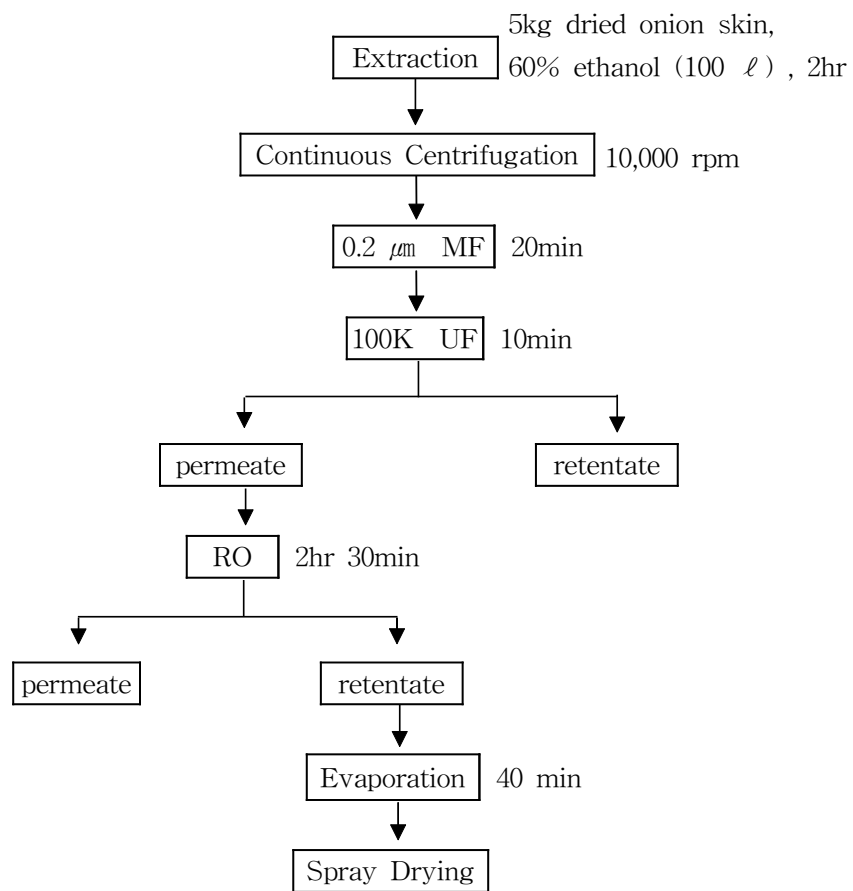 5kg dried onion skin,
Extraction
60% ethanol (100 ℓ) , 2hr
Continuous Centrifugation
10,000 rpm
0.2 ㎛ MF
20min
100K UF
10min
permeate
retentate
RO
2hr 30min
permeate
retentate
Evaporation
40 min
Spray Drying